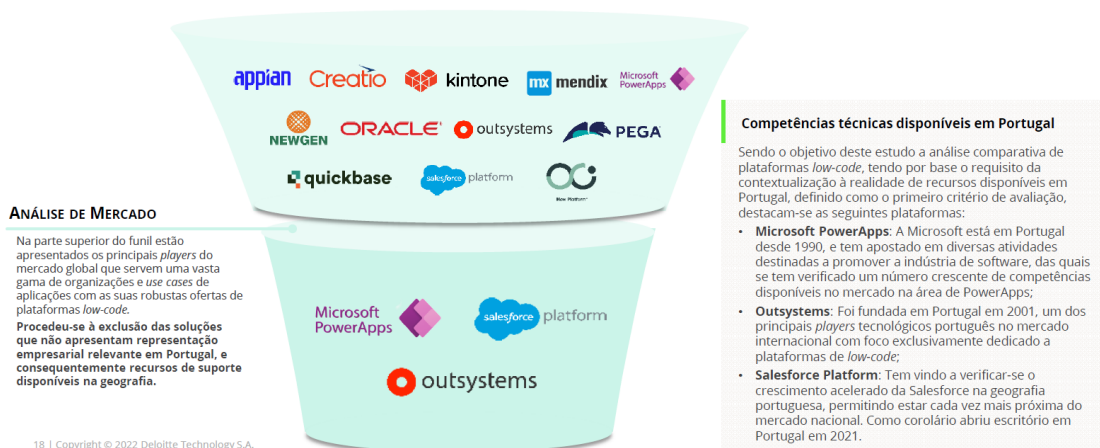 appian Creatio kintone mx mendix Microsoft PowerApps
NEWGEN ORACLE outsystems PEGA
quickbase salesforce platform New Platform
ANÁLISE DE MERCADO
Na parte superior do funil estão
apresentados os principais players do
mercado global que servem uma vasta
gama de organizações e use cases de
aplicações com as suas robustas ofertas de
plataformas low-code.
Procedeu-se à exclusão das soluções
que não apresentam representação
empresarial relevante em Portugal, e
consequentemente recursos de suporte
disponíveis na geografia.
Microsoft
PowerApps
salesforce platform
outsystems
Competências técnicas disponíveis em Portugal
Sendo o objetivo deste estudo a análise comparativa de
plataformas low-code, tendo por base o requisito da
contextualização à realidade de recursos disponíveis em
Portugal, definido como o primeiro critério de avaliação,
destacam-se as seguintes plataformas:
• Microsoft PowerApps: A Microsoft está em Portugal
desde 1990, e tem apostado em diversas atividades
destinadas a promover a indústria de software, das quais
se tem verificado um número crescente de competências
disponíveis no mercado na área de PowerApps;
• Outsystems: Foi fundada em Portugal em 2001, um dos
principais players tecnológicos português no mercado
internacional com foco exclusivamente dedicado a
plataformas de low-code;
• Salesforce Platform: Tem vindo a verificar-se o
crescimento acelerado da Salesforce na geografia
portuguesa, permitindo estar cada vez mais próxima do
mercado nacional. Como corolário abriu escritório em
Portugal em 2021.
18 | Copyright © 2022 Deloitte Technology S.A.